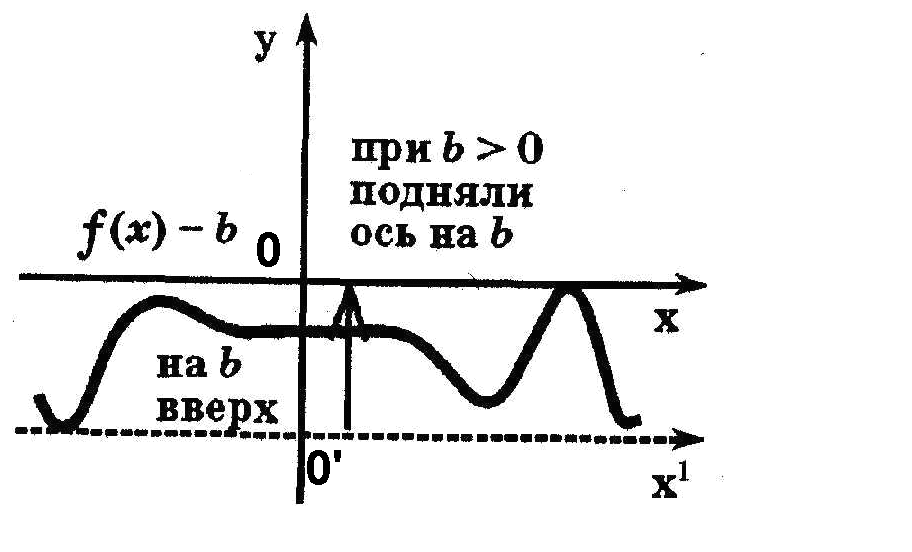 y
при b > 0
подняли
ось на b
f(x) − b
0
x
на b
вверх
0'
x¹